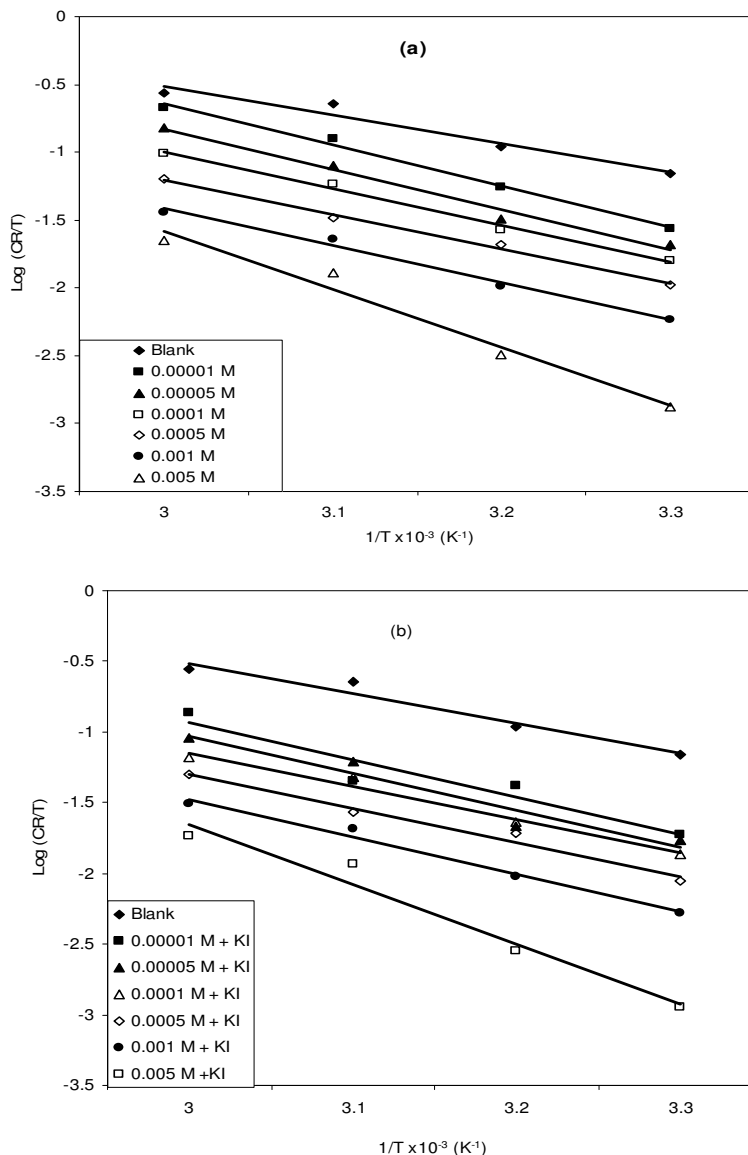 (a)
0
-0.5
-1
-1.5
-2
-2.5
-3
-3.5
Log (CR/T)
Blank
0.00001 M
0.00005 M
0.0001 M
0.0005 M
0.001 M
0.005 M
3 3.1 3.2 3.3
1/T x10⁻³ (K⁻¹)
(b)
0
-0.5
-1
-1.5
-2
-2.5
-3
-3.5
Log (CR/T)
Blank
0.00001 M + KI
0.00005 M + KI
0.0001 M + KI
0.0005 M + KI
0.001 M + KI
0.005 M +KI
3 3.1 3.2 3.3
1/T x10⁻³ (K⁻¹)